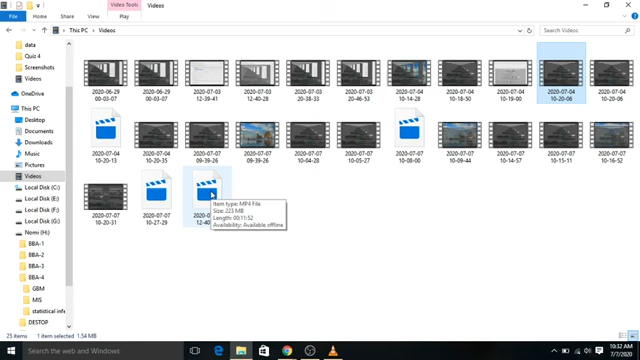 Video Tools
Videos
File
Home
Share
View
Play
This PC
Videos
Search Videos
data
Quiz 4
Screenshots
Videos
OneDrive
This PC
Desktop
Documents
Downloads
Music
Pictures
Videos
Local Disk (C:)
Local Disk (E:)
Local Disk (F:)
Local Disk (G:)
Nomi (H:)
BBA-1
BBA-2
BBA-3
BBA-4
GBM
MIS
statistical infe
DESTOP
2020-06-29
00-03-07
2020-06-29
00-03-07
2020-07-03
12-39-41
2020-07-03
12-40-28
2020-07-03
20-38-33
2020-07-03
20-46-53
2020-07-04
10-14-28
2020-07-04
10-18-50
2020-07-04
10-19-00
2020-07-04
10-20-06
2020-07-04
10-20-06
2020-07-04
10-20-13
2020-07-04
10-20-35
2020-07-07
09-39-26
2020-07-07
09-39-26
2020-07-07
10-04-28
2020-07-07
10-05-27
2020-07-07
10-08-00
2020-07-07
10-09-44
2020-07-07
10-14-57
2020-07-07
10-15-11
2020-07-07
10-16-52
2020-07-07
10-20-31
2020-07-07
10-27-29
Item type: MP4 File
Size: 223 MB
Length: 00:11:52
Availability: Available offline
25 items
1 item selected 1.54 MB
Search the web and Windows
10:32 AM
7/7/2020